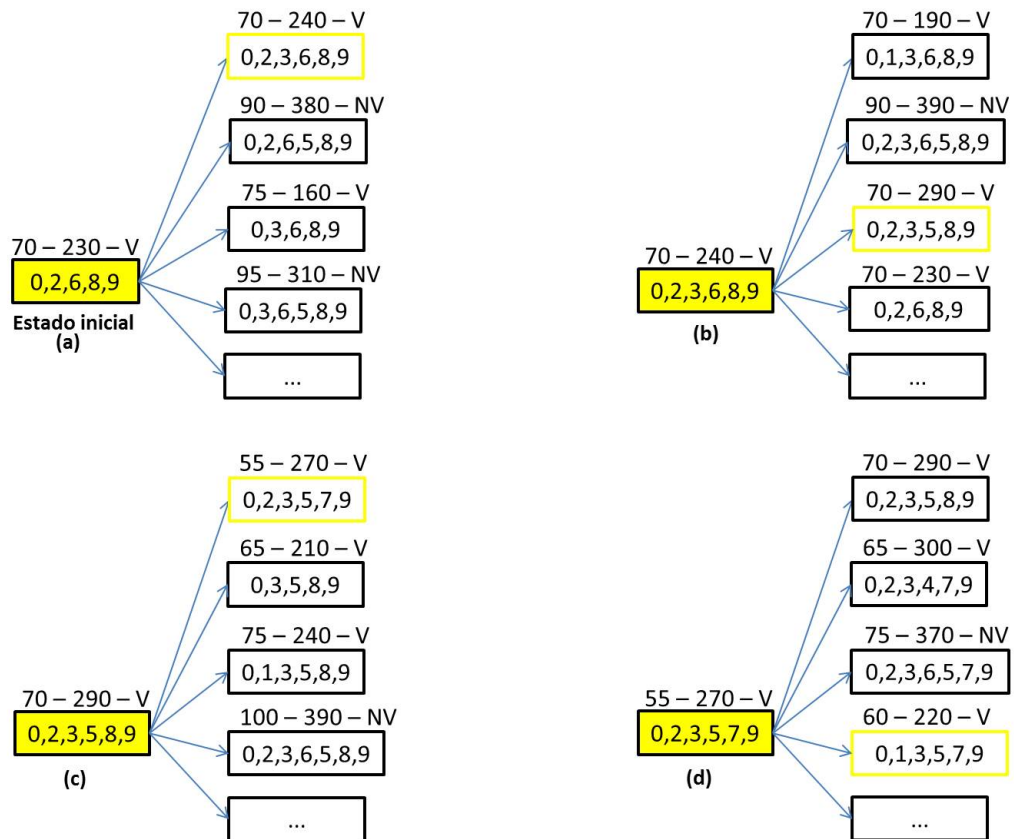 70 – 240 – V
0,2,3,6,8,9
90 – 380 – NV
0,2,6,5,8,9
75 – 160 – V
0,3,6,8,9
70 – 230 – V
0,2,6,8,9
95 – 310 – NV
0,3,6,5,8,9
Estado inicial
(a)
...
70 – 190 – V
0,1,3,6,8,9
90 – 390 – NV
0,2,3,6,5,8,9
70 – 290 – V
0,2,3,5,8,9
70 – 240 – V
0,2,3,6,8,9
70 – 230 – V
0,2,6,8,9
(b)
...
55 – 270 – V
0,2,3,5,7,9
65 – 210 – V
0,3,5,8,9
75 – 240 – V
0,1,3,5,8,9
70 – 290 – V
0,2,3,5,8,9
100 – 390 – NV
0,2,3,6,5,8,9
(c)
...
70 – 290 – V
0,2,3,5,8,9
65 – 300 – V
0,2,3,4,7,9
75 – 370 – NV
0,2,3,6,5,7,9
55 – 270 – V
0,2,3,5,7,9
60 – 220 – V
0,1,3,5,7,9
(d)
...